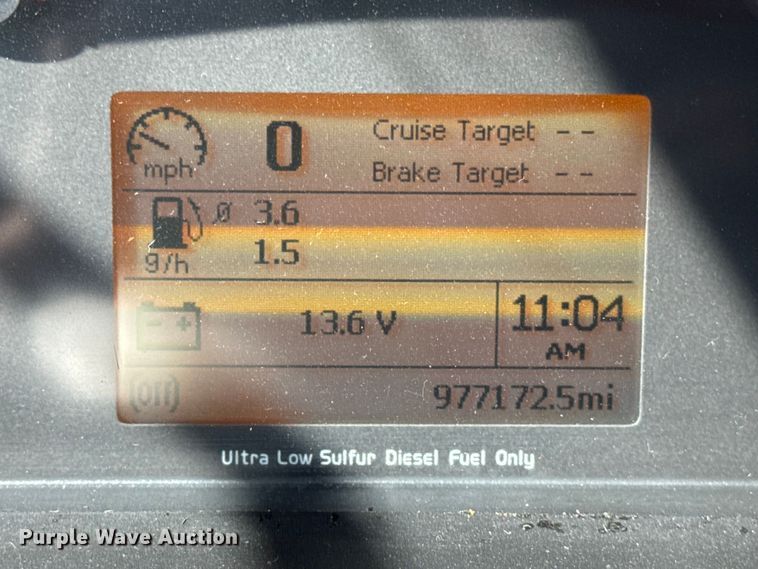 0 Cruise Target - -
mph Brake Target - -
Ø 3.6
g/h 1.5
- + 13.6 V 11:04
AM
(Off) 977172.5mi
Ultra Low Sulfur Diesel Fuel Only
Purple Wave Auction